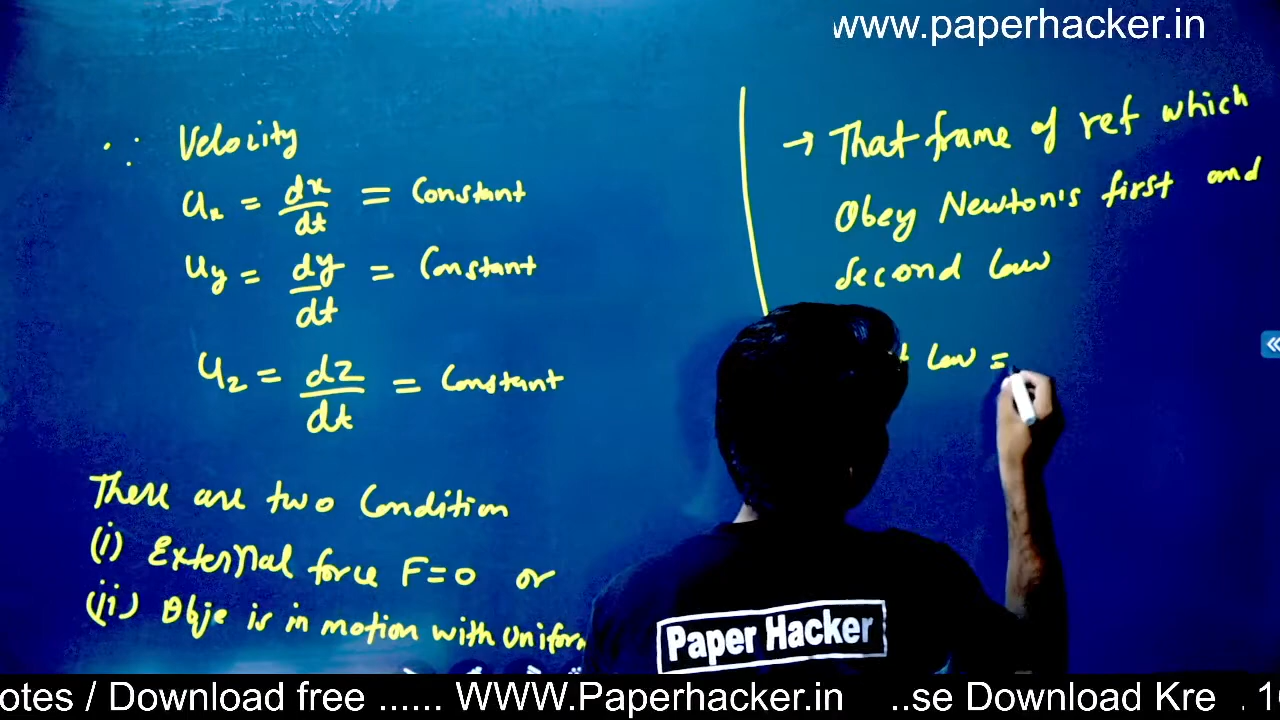 www.paperhacker.in
∵ Velocity
uₓ = dx/dt = Constant
u_y = dy/dt = Constant
u_z = dz/dt = Constant
There are two Condition
(i) External force F=0 or
(ii) Obje is in motion with Uniform
→ That frame of ref which
Obey Newton's first and
Second law
law =
Paper Hacker
otes / Download free ...... WWW.Paperhacker.in ..se Download Kre